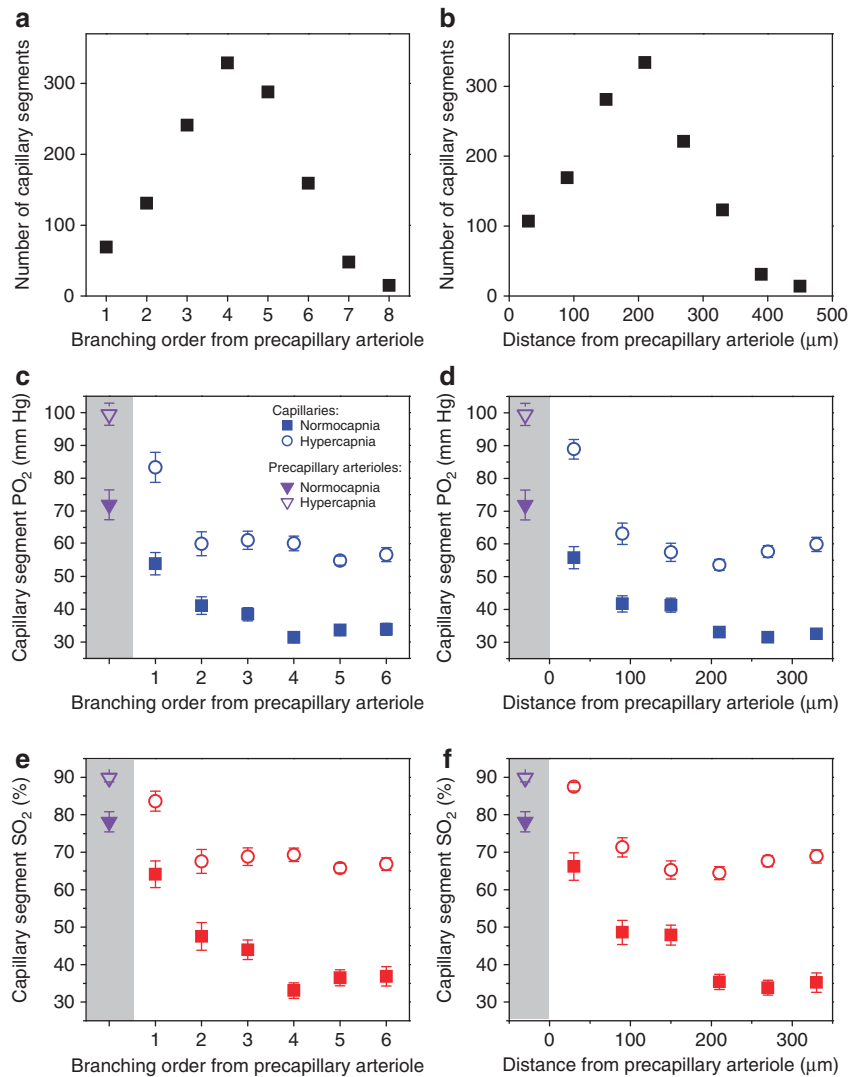 a
Number of capillary segments
300
200
100
0
1 2 3 4 5 6 7 8
Branching order from precapillary arteriole
b
Number of capillary segments
300
200
100
0
0 100 200 300 400 500
Distance from precapillary arteriole (μm)
c
Capillary segment PO2 (mm Hg)
100
90
80
70
60
50
40
30
Capillaries:
Normocapnia
Hypercapnia
Precapillary arterioles:
Normocapnia
Hypercapnia
1 2 3 4 5 6
Branching order from precapillary arteriole
d
Capillary segment PO2 (mm Hg)
100
90
80
70
60
50
40
30
0 100 200 300
Distance from precapillary arteriole (μm)
e
Capillary segment SO2 (%)
90
80
70
60
50
40
30
1 2 3 4 5 6
Branching order from precapillary arteriole
f
Capillary segment SO2 (%)
90
80
70
60
50
40
30
0 100 200 300
Distance from precapillary arteriole (μm)